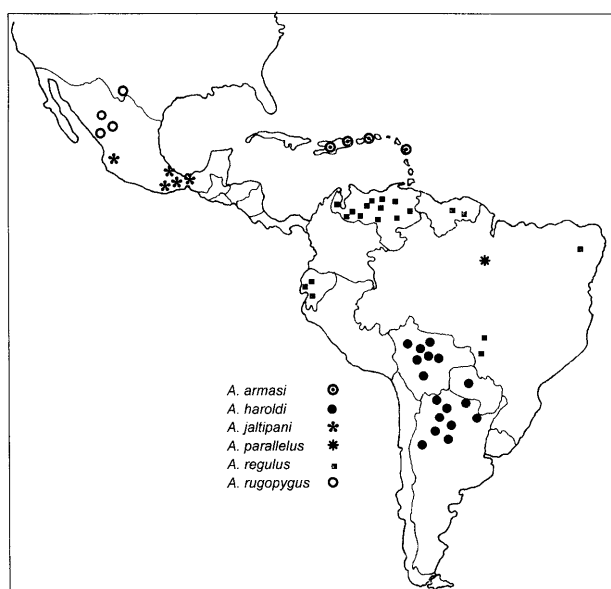 A. armasi
A. haroldi
A. jaltipani
A. parallelus
A. regulus
A. rugopygus